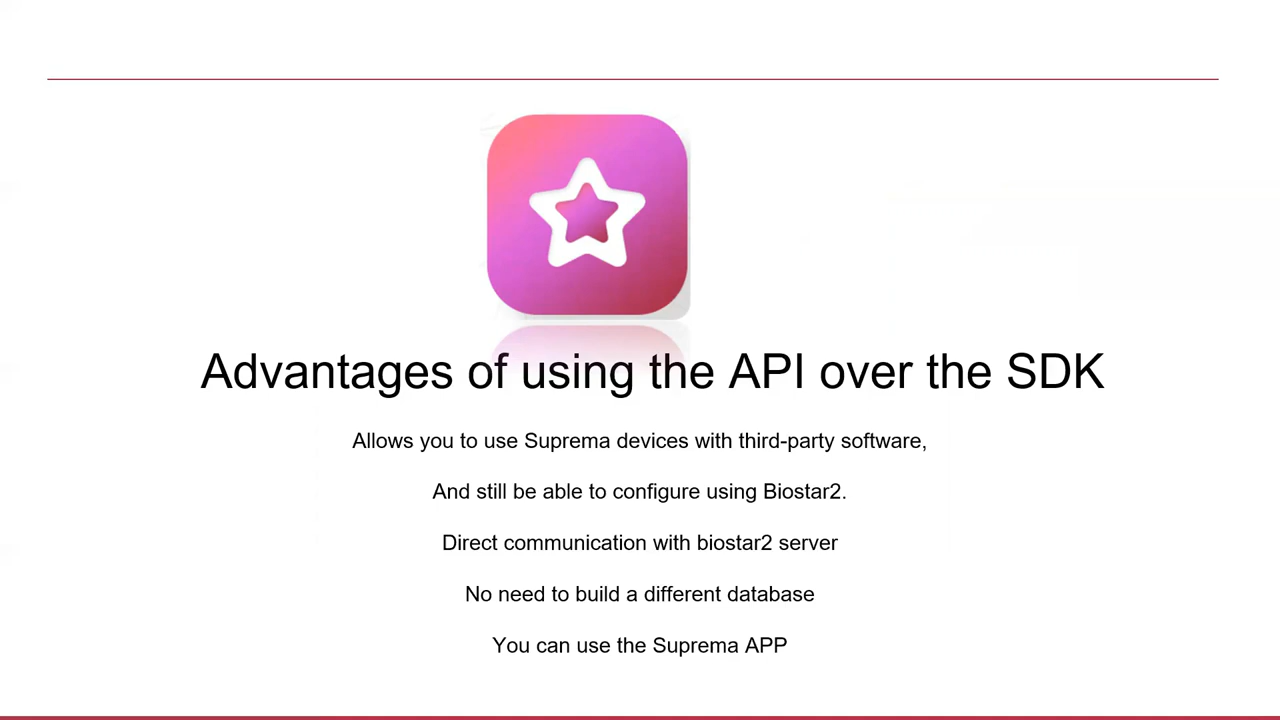 Advantages of using the API over the SDK
Allows you to use Suprema devices with third-party software,
And still be able to configure using Biostar2.
Direct communication with biostar2 server
No need to build a different database
You can use the Suprema APP